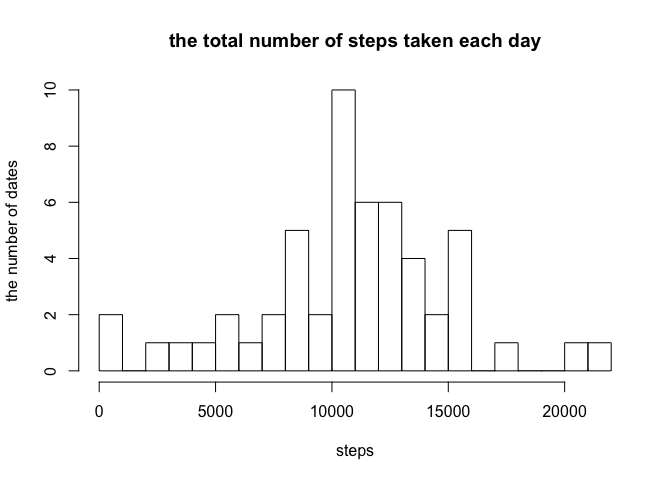 the total number of steps taken each day
the number of dates
10
8
6
4
2
0
0 5000 10000 15000 20000
steps